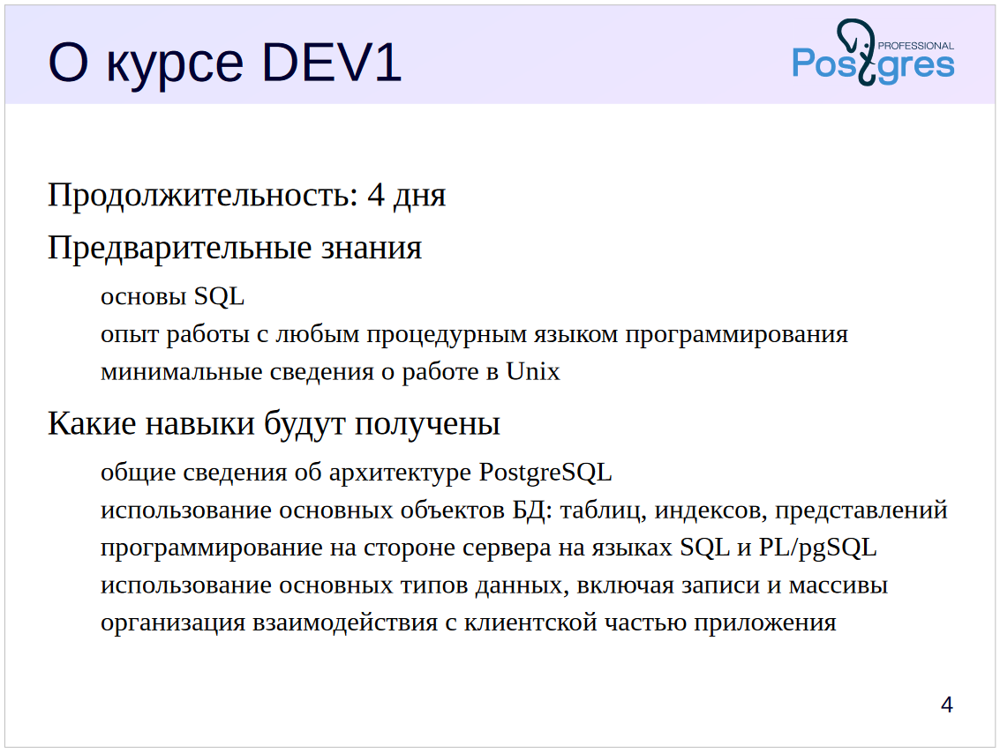 О курсе DEV1
PROFESSIONAL
Postgres
Продолжительность: 4 дня
Предварительные знания
основы SQL
опыт работы с любым процедурным языком программирования
минимальные сведения о работе в Unix
Какие навыки будут получены
общие сведения об архитектуре PostgreSQL
использование основных объектов БД: таблиц, индексов, представлений
программирование на стороне сервера на языках SQL и PL/pgSQL
использование основных типов данных, включая записи и массивы
организация взаимодействия с клиентской частью приложения
4